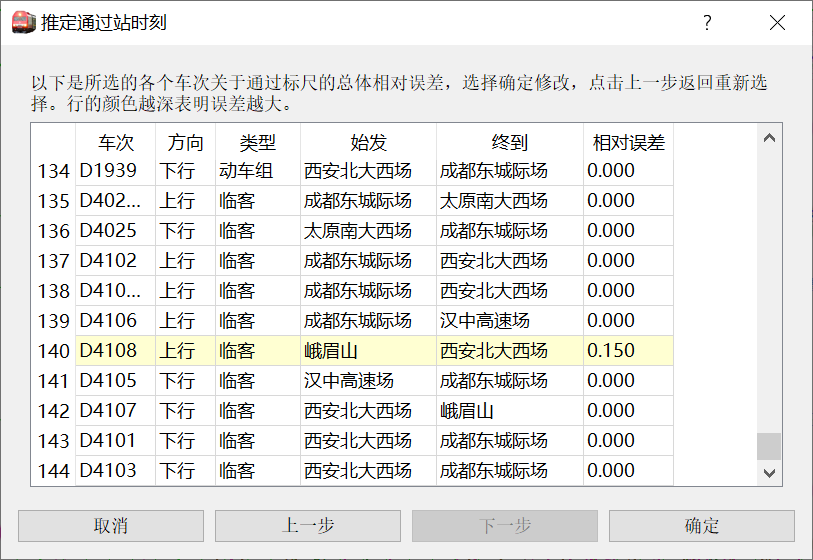 推定通过站时刻
以下是所选的各个车次关于通过标尺的总体相对误差，选择确定修改，点击上一步返回重新选
择。行的颜色越深表明误差越大。
车次 方向 类型 始发 终到 相对误差
134 D1939 下行 动车组 西安北大西场 成都东城际场 0.000
135 D402... 上行 临客 成都东城际场 太原南大西场 0.000
136 D4025 下行 临客 太原南大西场 成都东城际场 0.000
137 D4102 上行 临客 成都东城际场 西安北大西场 0.000
138 D410... 上行 临客 成都东城际场 西安北大西场 0.000
139 D4106 上行 临客 成都东城际场 汉中高速场 0.000
140 D4108 上行 临客 峨眉山 西安北大西场 0.150
141 D4105 下行 临客 汉中高速场 成都东城际场 0.000
142 D4107 下行 临客 西安北大西场 峨眉山 0.000
143 D4101 下行 临客 西安北大西场 成都东城际场 0.000
144 D4103 下行 临客 西安北大西场 成都东城际场 0.000
取消 上一步 下一步 确定